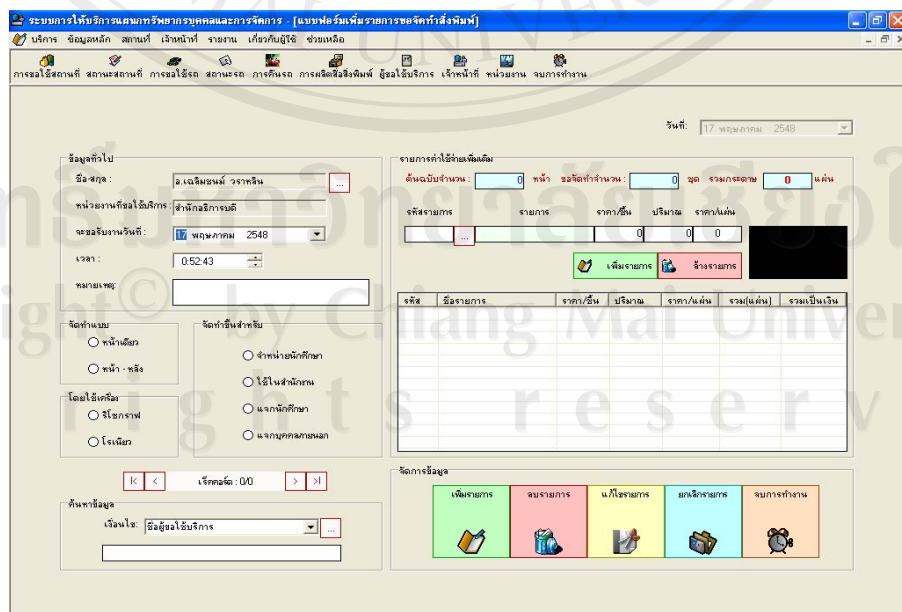 ระบบการให้บริการแผนกทรัพยากรบุคคลและการจัดการ - [แบบฟอร์มเพิ่มรายการขอจัดทำสิ่งพิมพ์]
บริการ ข้อมูลหลัก สถานที่ เจ้าหน้าที่ รายงาน เกี่ยวกับผู้ใช้ ช่วยเหลือ
การขอใช้สถานที่ สถานะสถานที่ การขอใช้รถ สถานะรถ การคืนรถ การผลิตสื่อสิ่งพิมพ์ ผู้ขอใช้บริการ เจ้าหน้าที่ หน่วยงาน จบการทำงาน
วันที่: 17 พฤษภาคม 2548
ข้อมูลทั่วไป
ชื่อ-สกุล : อ.เฉลิมชนม์ วราหสิน ...
หน่วยงานที่ขอใช้บริการ : สำนักอธิการบดี
จะขอรับงานวันที่ : 17 พฤษภาคม 2548
เวลา : 0:52:43
หมายเหตุ:
รายการค่าใช้จ่ายเพิ่มเติม
ต้นฉบับจำนวน : 0 หน้า ขอจัดทำจำนวน : 0 ชุด รวมกระดาษ 0 แผ่น
รหัสรายการ รายการ ราคา/ชิ้น ปริมาณ ราคา/แผ่น
... 0 0 0
เพิ่มรายการ ล้างรายการ
รหัส ชื่อรายการ ราคา/ชิ้น ปริมาณ ราคา/แผ่น รวม(แผ่น) รวมเป็นเงิน
จัดทำแบบ
หน้าเดียว
หน้า - หลัง
จัดทำขึ้นสำหรับ
จำหน่ายนักศึกษา
ใช้ในสำนักงาน
แจกนักศึกษา
แจกบุคคลภายนอก
โดยใช้เครื่อง
ริโซกราฟ
โรเนียว
เร็คคอร์ด : 0/0
ค้นหาข้อมูล
เงื่อนไข: ชื่อผู้ขอใช้บริการ ...
จัดการข้อมูล
เพิ่มรายการ ลบรายการ แก้ไขรายการ ยกเลิกรายการ จบการทำงาน
by Chiang Mai Univer
rights reserv